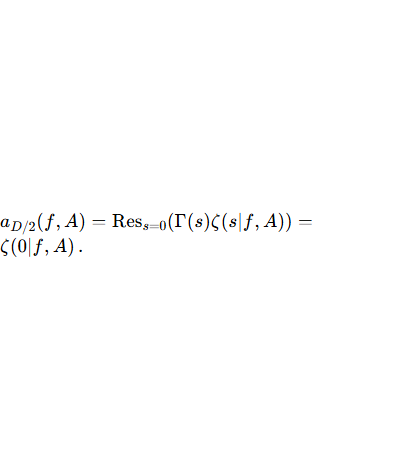 a_{D/2}(f, A) = Res_{s=0}(Γ(s)ζ(s|f, A)) =
ζ(0|f, A) .